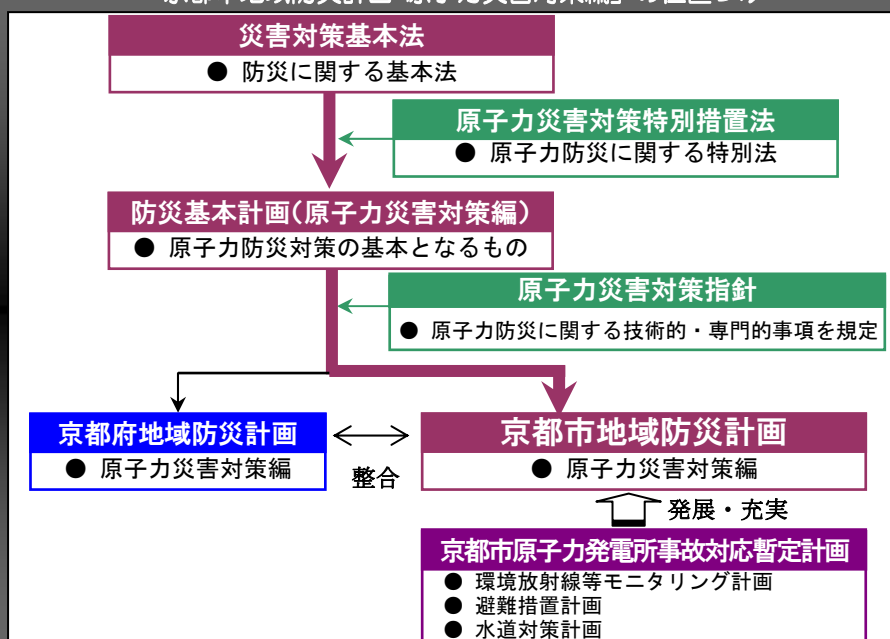 災害対策基本法
● 防災に関する基本法
原子力災害対策特別措置法
● 原子力防災に関する特別法
防災基本計画(原子力災害対策編)
● 原子力防災対策の基本となるもの
原子力災害対策指針
● 原子力防災に関する技術的・専門的事項を規定
京都府地域防災計画
● 原子力災害対策編
整合
京都市地域防災計画
● 原子力災害対策編
発展・充実
京都市原子力発電所事故対応暫定計画
● 環境放射線等モニタリング計画
● 避難措置計画
● 水道対策計画